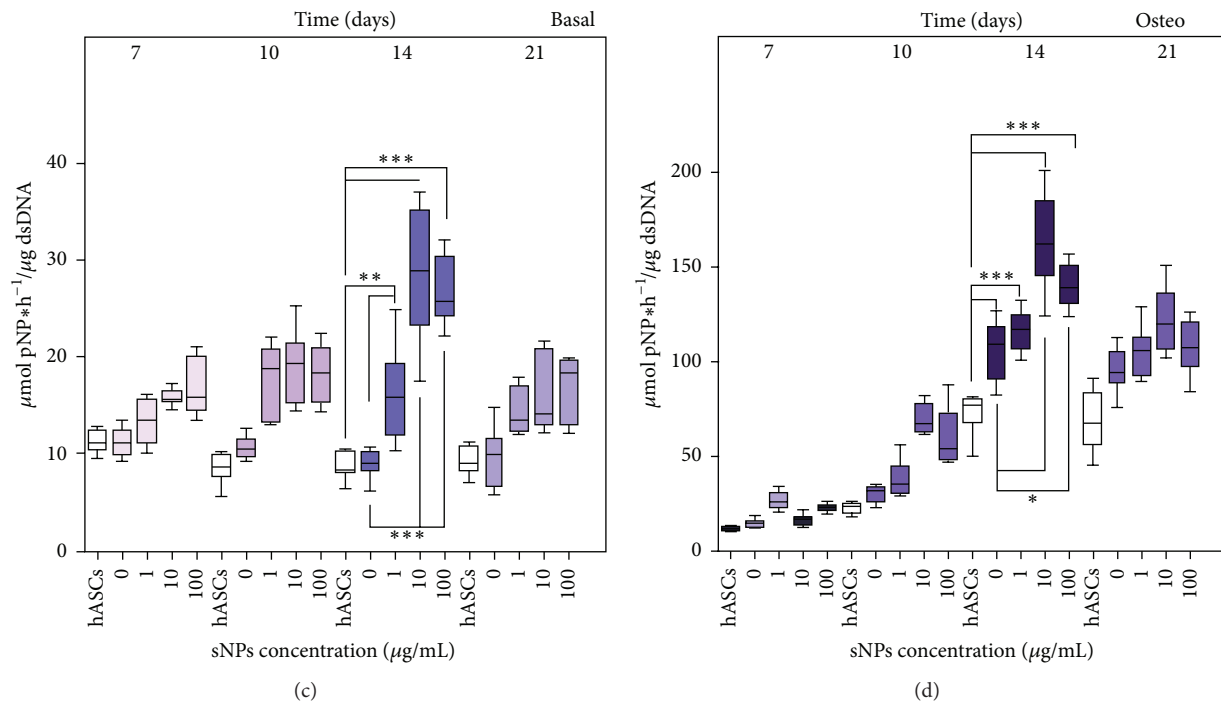 Time (days) Basal
7 10 14 21
μmol pNP∗h⁻¹/μg dsDNA
40
30
20
10
0
***
**
***
hASCs 0 1 10 100 hASCs 0 1 10 100 hASCs 0 1 10 100 hASCs 0 1 10 100
sNPs concentration (μg/mL)
(c)
Time (days) Osteo
7 10 14 21
μmol pNP∗h⁻¹/μg dsDNA
200
150
100
50
0
***
***
*
hASCs 0 1 10 100 hASCs 0 1 10 100 hASCs 0 1 10 100 hASCs 0 1 10 100
sNPs concentration (μg/mL)
(d)